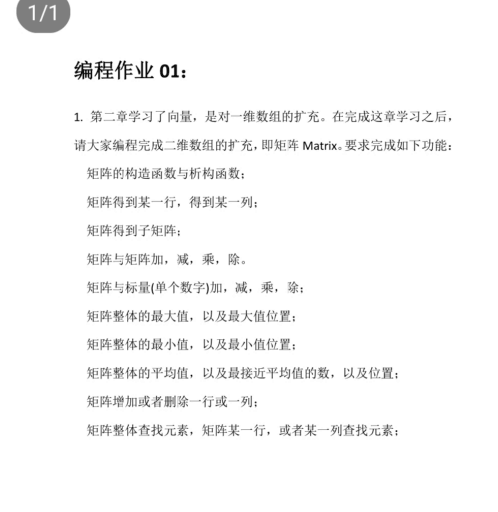 1/1
编程作业 01：
1. 第二章学习了向量，是对一维数组的扩充。在完成这章学习之后，
请大家编程完成二维数组的扩充，即矩阵 Matrix。要求完成如下功能：
矩阵的构造函数与析构函数；
矩阵得到某一行，得到某一列；
矩阵得到子矩阵；
矩阵与矩阵加，减，乘，除。
矩阵与标量(单个数字)加，减，乘，除；
矩阵整体的最大值，以及最大值位置；
矩阵整体的最小值，以及最小值位置；
矩阵整体的平均值，以及最接近平均值的数，以及位置；
矩阵增加或者删除一行或一列；
矩阵整体查找元素，矩阵某一行，或者某一列查找元素；